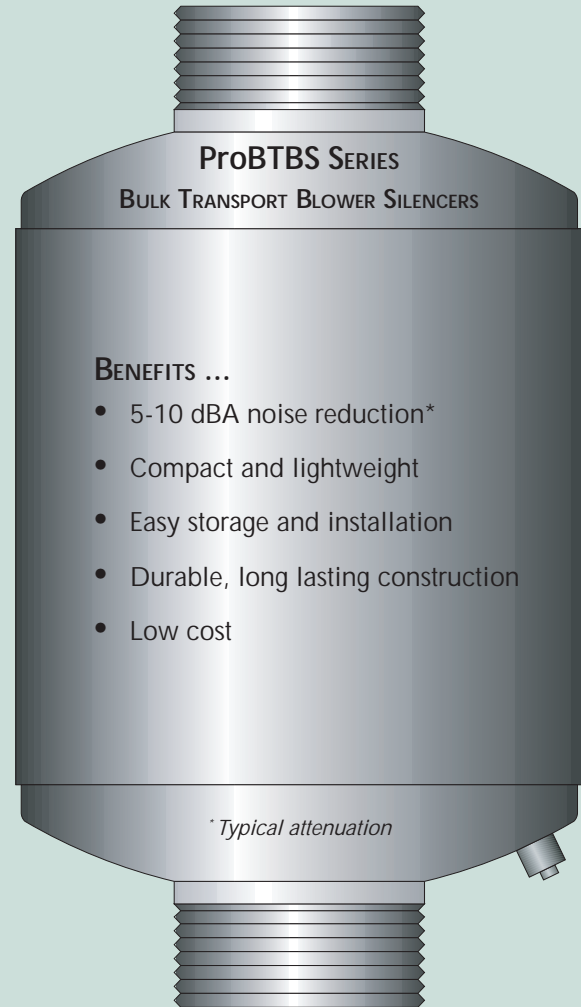 ProBTBS SERIES
BULK TRANSPORT BLOWER SILENCERS
BENEFITS ...
• 5-10 dBA noise reduction*
• Compact and lightweight
• Easy storage and installation
• Durable, long lasting construction
• Low cost
* Typical attenuation